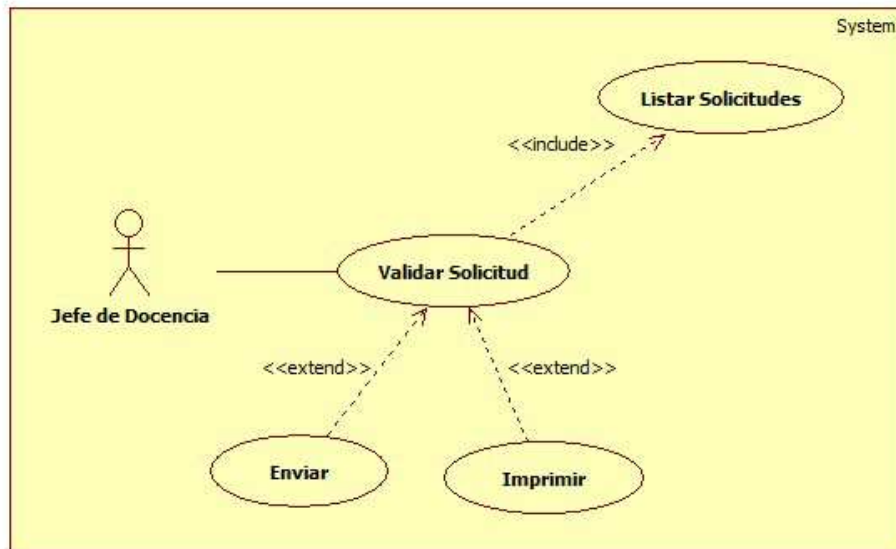 System
Listar Solicitudes
<<include>>
Validar Solicitud
Jefe de Docencia
<<extend>>
<<extend>>
Enviar
Imprimir